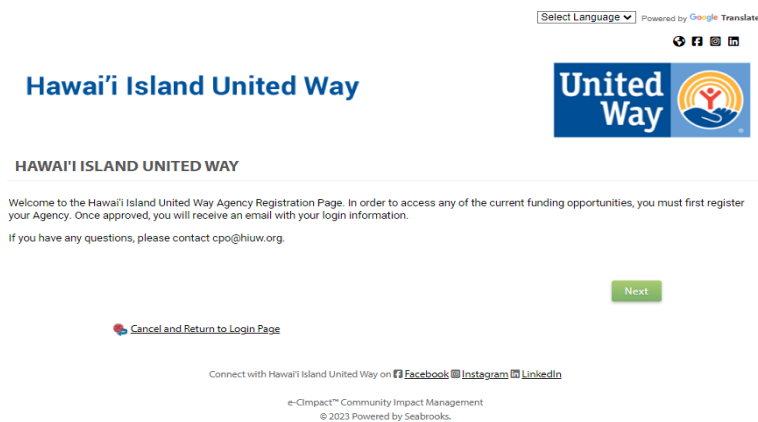 Select Language
Powered by Google Translate
Hawai'i Island United Way
United
Way
HAWAI'I ISLAND UNITED WAY
Welcome to the Hawai'i Island United Way Agency Registration Page. In order to access any of the current funding opportunities, you must first register
your Agency. Once approved, you will receive an email with your login information.
If you have any questions, please contact cpo@hiuw.org.
Next
Cancel and Return to Login Page
Connect with Hawai'i Island United Way on Facebook Instagram LinkedIn
e-CImpact™ Community Impact Management
© 2023 Powered by Seabrooks.